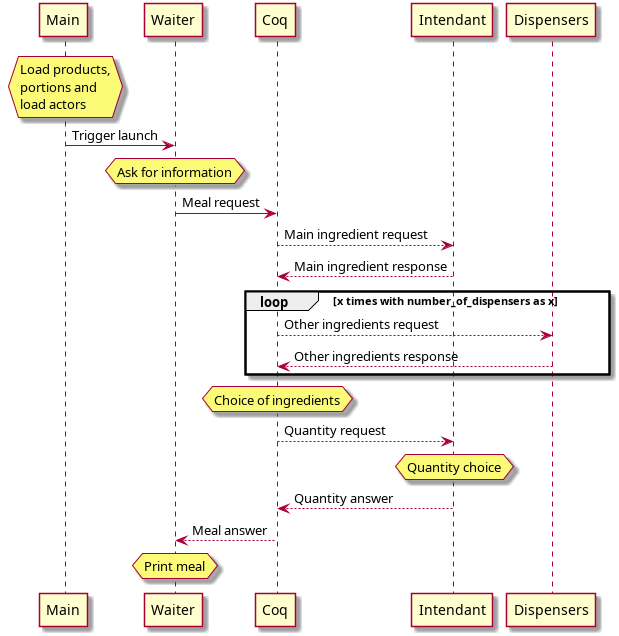 Main Waiter Coq Intendant Dispensers
Load products,
portions and
load actors
Trigger launch
Ask for information
Meal request
Main ingredient request
Main ingredient response
loop [x times with number_of_dispensers as x]
Other ingredients request
Other ingredients response
Choice of ingredients
Quantity request
Quantity choice
Quantity answer
Meal answer
Print meal
Main Waiter Coq Intendant Dispensers